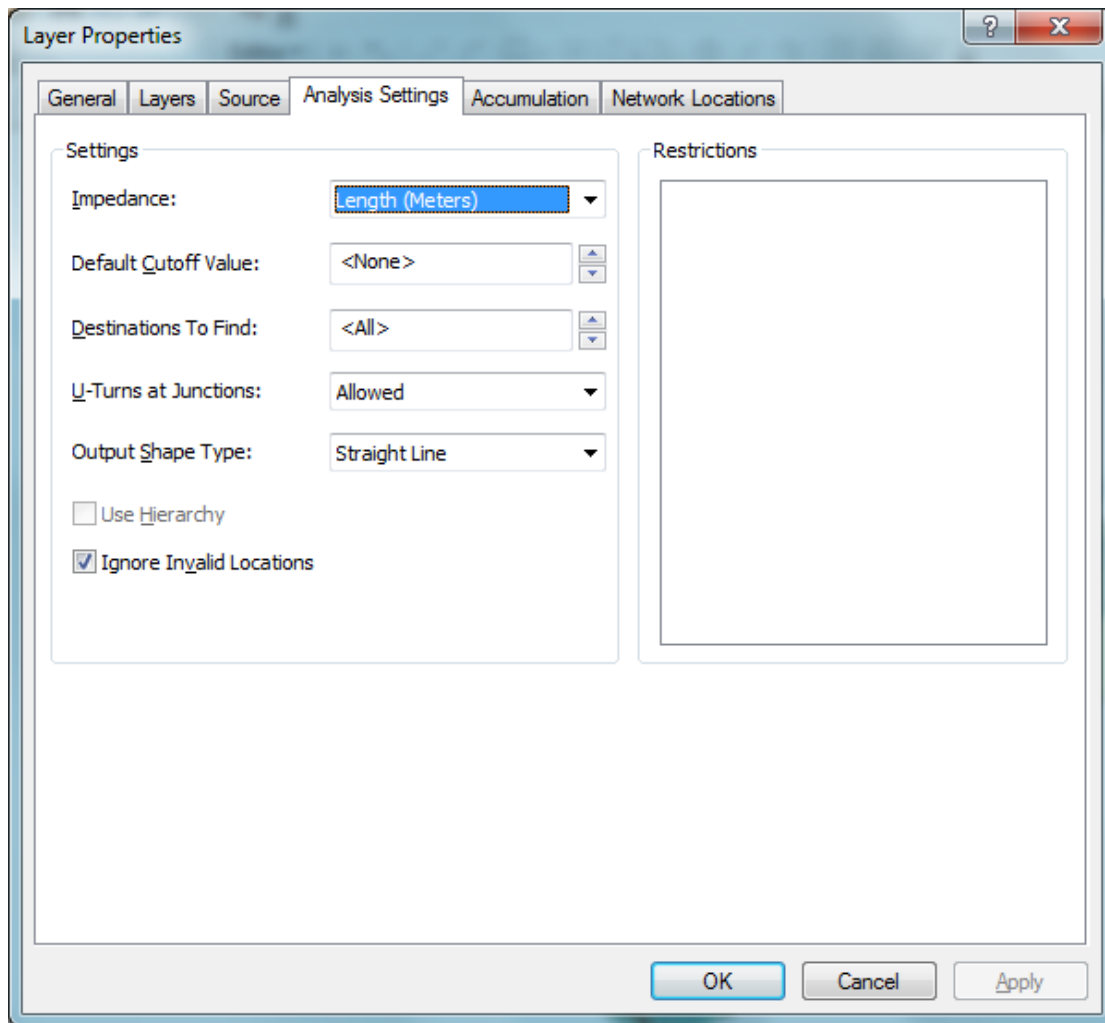 Layer Properties
General Layers Source Analysis Settings Accumulation Network Locations
Settings
Impedance: Length (Meters)
Default Cutoff Value: <None>
Destinations To Find: <All>
U-Turns at Junctions: Allowed
Output Shape Type: Straight Line
Use Hierarchy
Ignore Invalid Locations
Restrictions
OK Cancel Apply